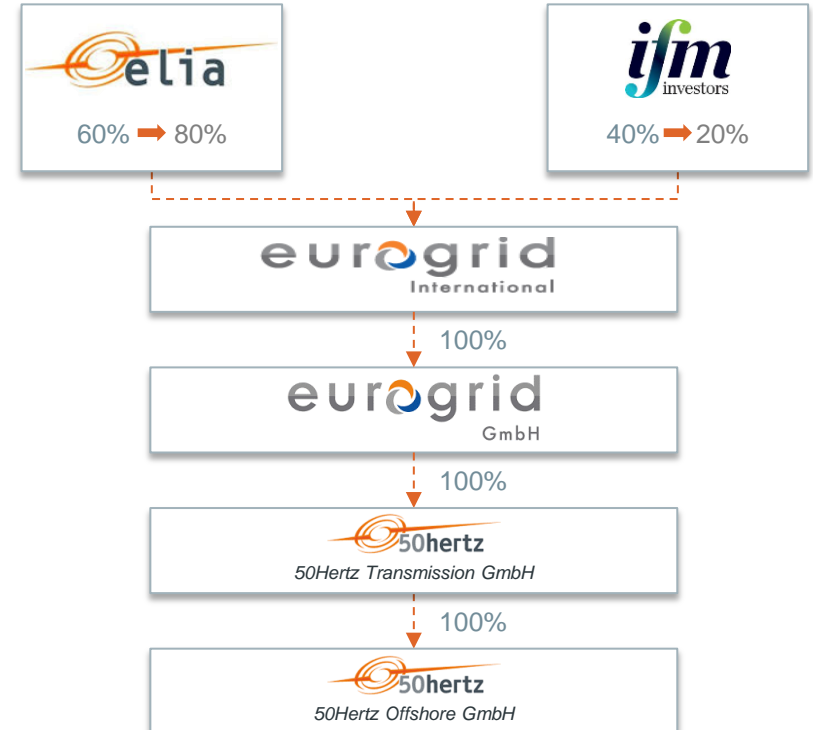 elia
60% 80%
ifm
investors
40% 20%
eurogrid
International
100%
eurogrid
GmbH
100%
50hertz
50Hertz Transmission GmbH
100%
50hertz
50Hertz Offshore GmbH